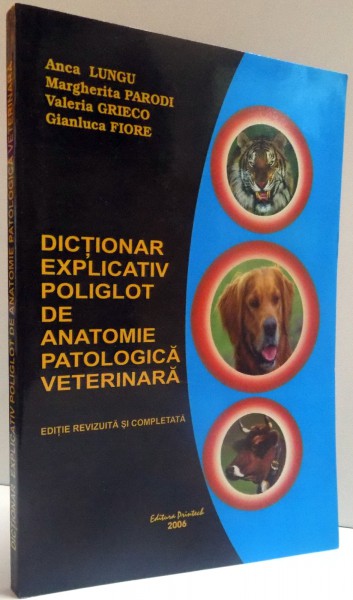 Anca LUNGU
Margherita PARODI
Valeria GRIECO
Gianluca FIORE
DICȚIONAR
EXPLICATIV
POLIGLOT
DE
ANATOMIE
PATOLOGICĂ
VETERINARĂ
EDIȚIE REVIZUITĂ ȘI COMPLETATĂ
Editura Printech
2006
DICȚIONAR EXPLICATIV POLIGLOT DE ANATOMIE PATOLOGICĂ VETERINARĂ